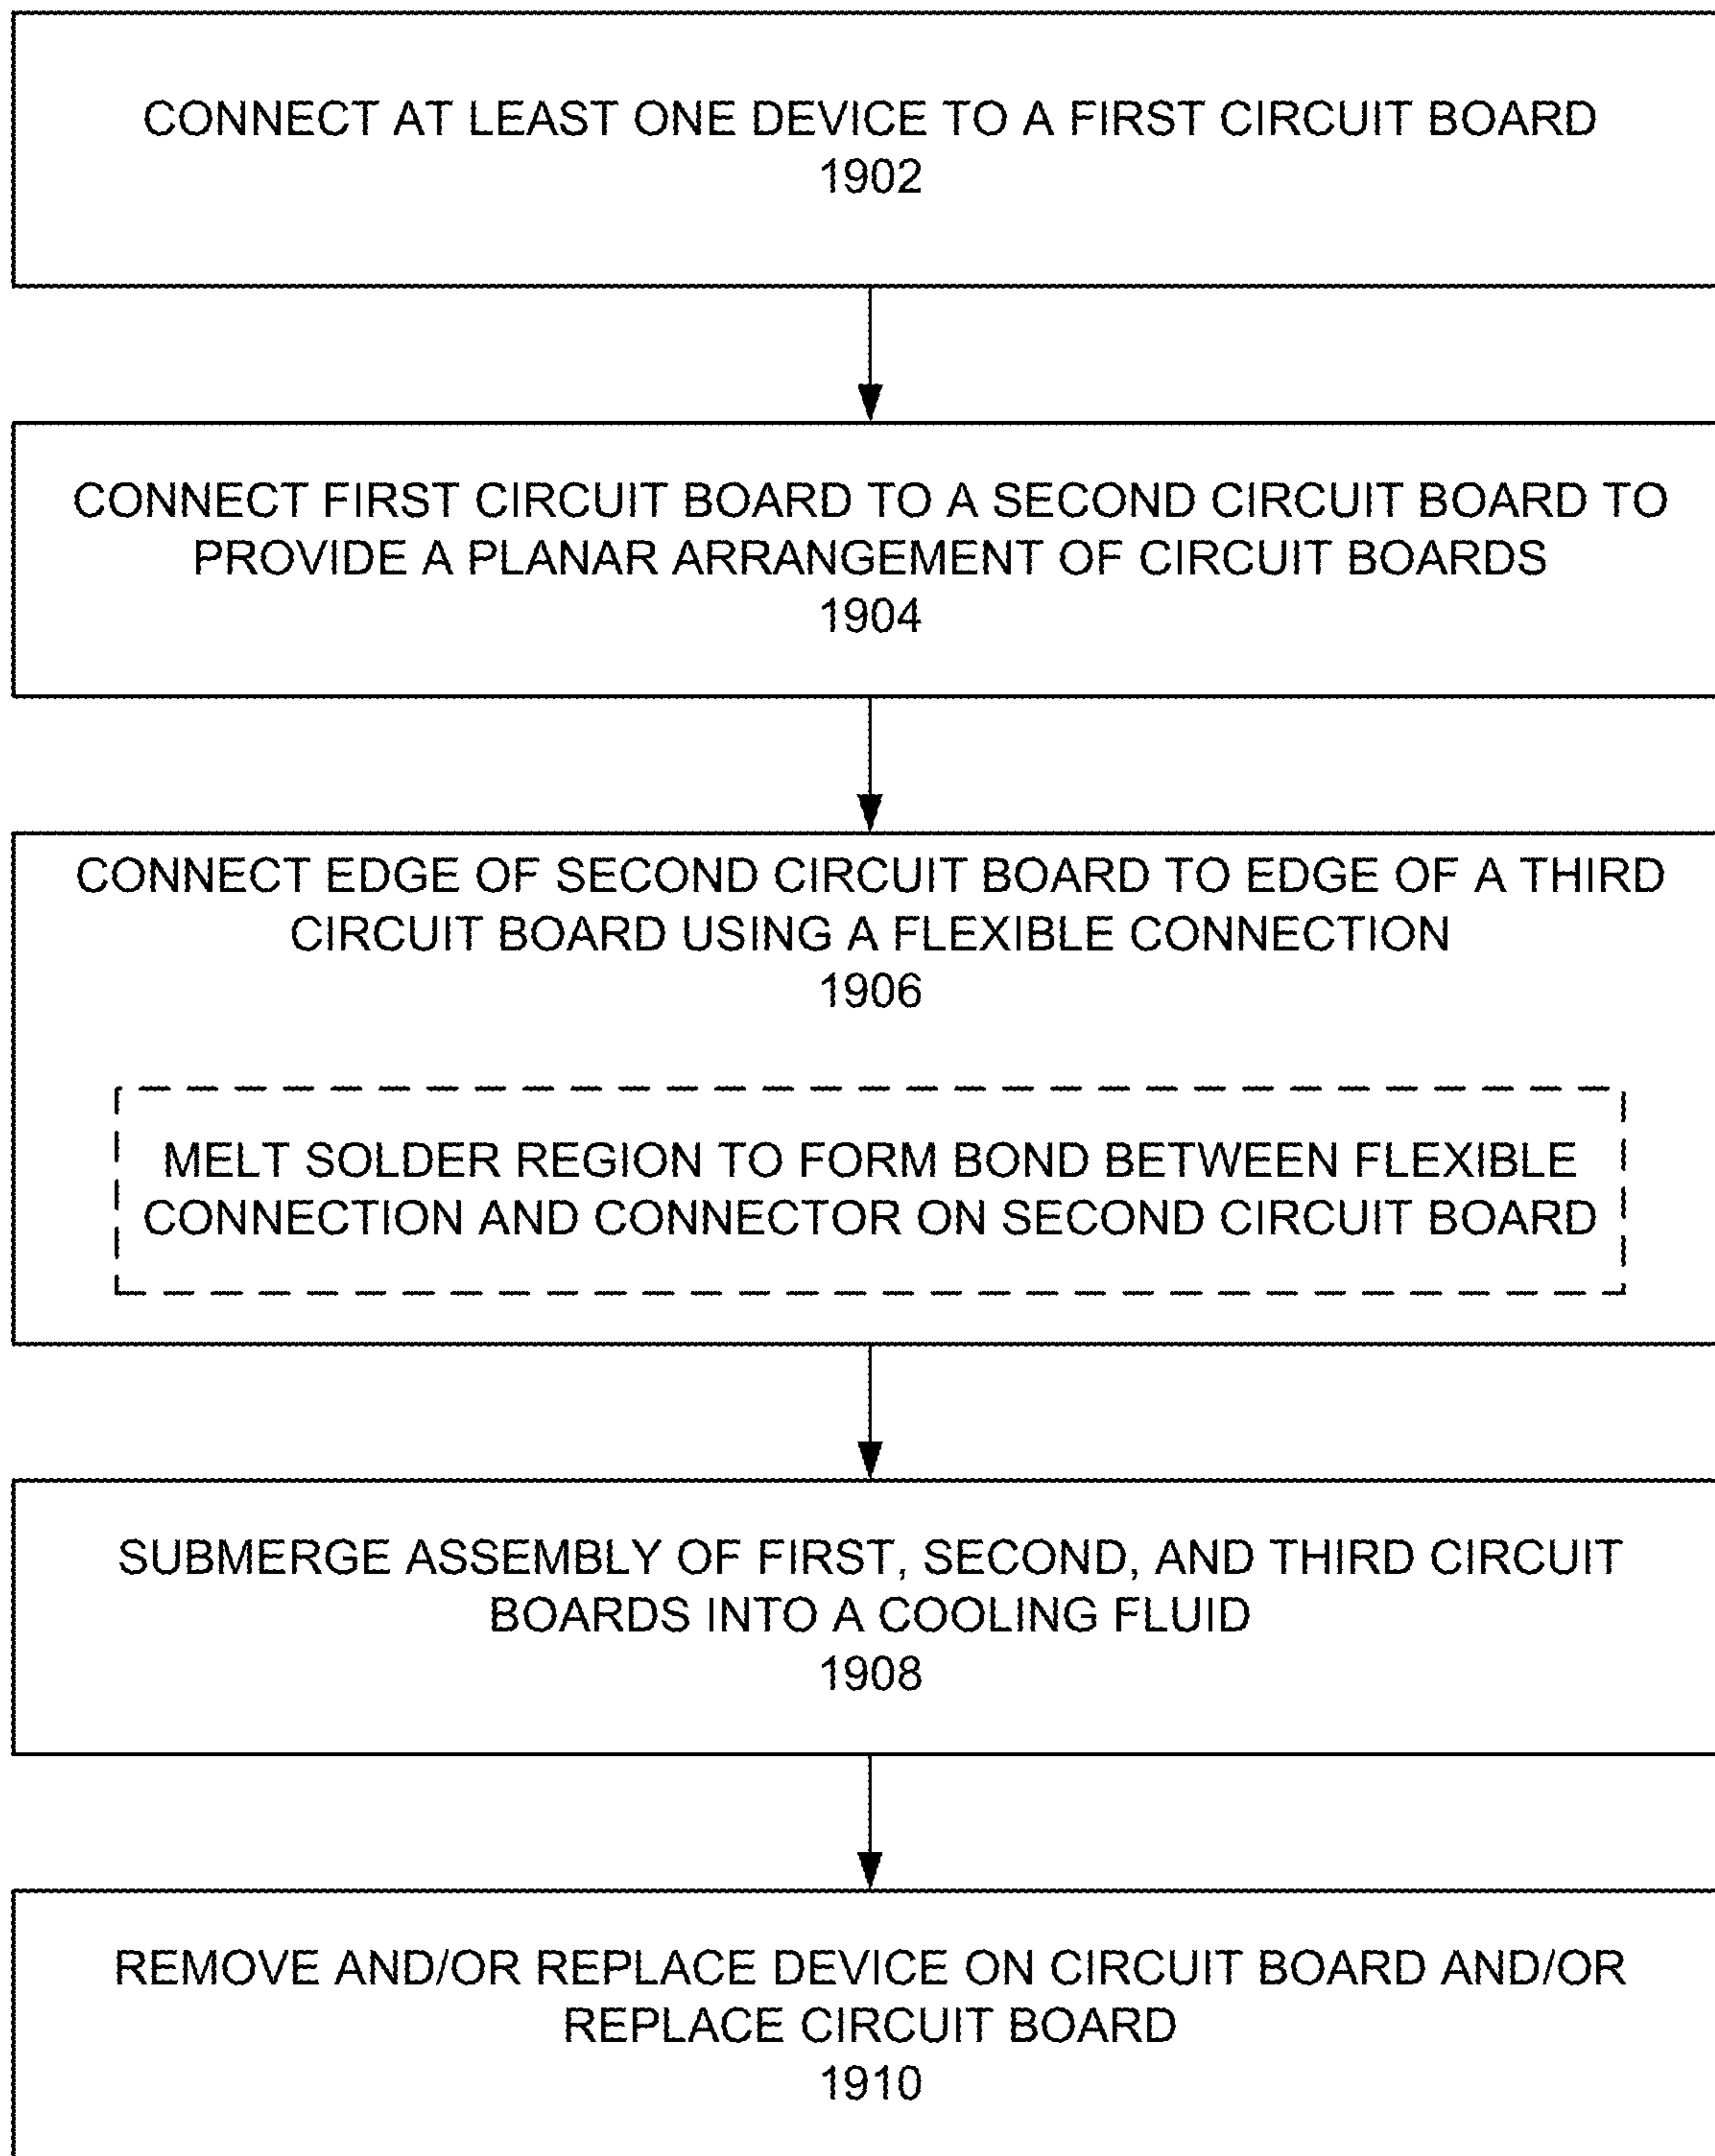 CONNECT AT LEAST ONE DEVICE TO A FIRST CIRCUIT BOARD
1902
CONNECT FIRST CIRCUIT BOARD TO A SECOND CIRCUIT BOARD TO
PROVIDE A PLANAR ARRANGEMENT OF CIRCUIT BOARDS
1904
CONNECT EDGE OF SECOND CIRCUIT BOARD TO EDGE OF A THIRD
CIRCUIT BOARD USING A FLEXIBLE CONNECTION
1906
MELT SOLDER REGION TO FORM BOND BETWEEN FLEXIBLE
CONNECTION AND CONNECTOR ON SECOND CIRCUIT BOARD
SUBMERGE ASSEMBLY OF FIRST, SECOND, AND THIRD CIRCUIT
BOARDS INTO A COOLING FLUID
1908
REMOVE AND/OR REPLACE DEVICE ON CIRCUIT BOARD AND/OR
REPLACE CIRCUIT BOARD
1910